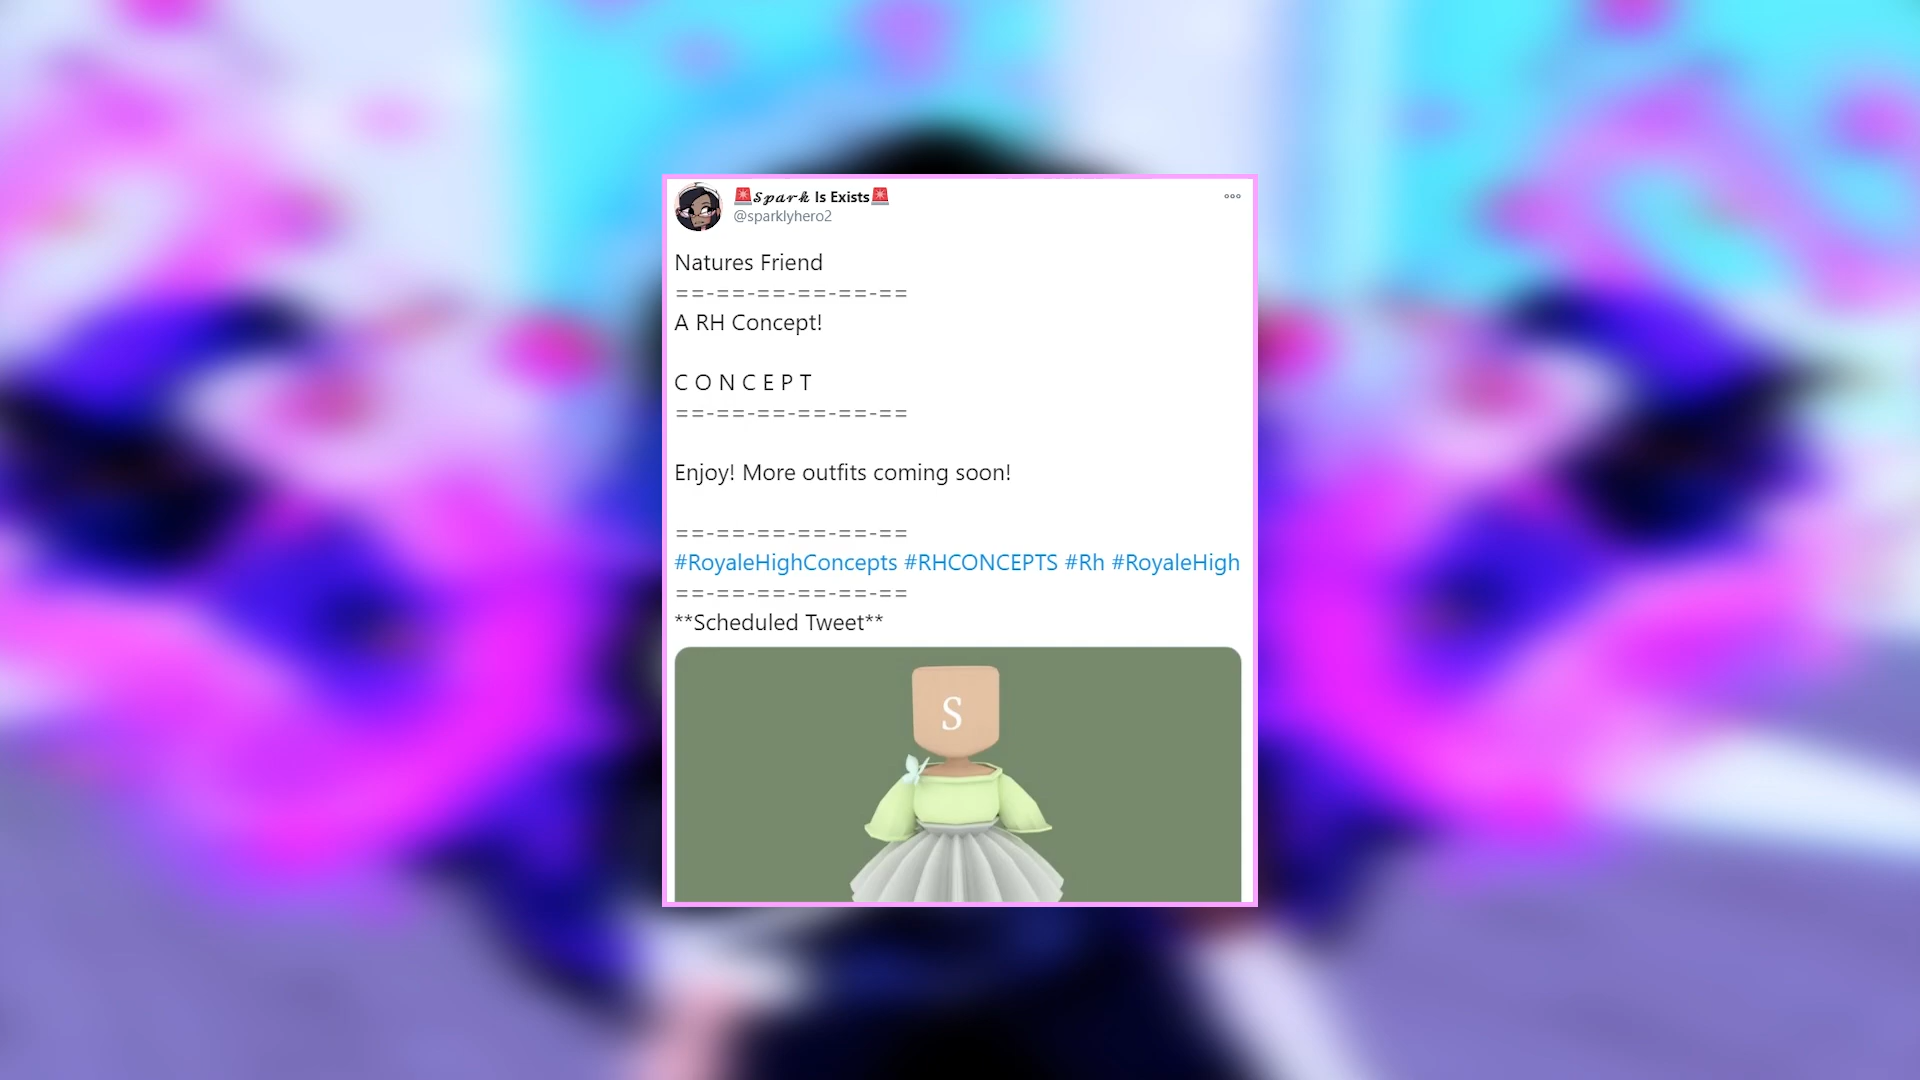 🚨𝓢𝓹𝓪𝓻𝓴 Is Exists🚨
@sparklyhero2
Natures Friend
==-==-==-==-==-==
A RH Concept!
C O N C E P T
==-==-==-==-==-==
Enjoy! More outfits coming soon!
==-==-==-==-==-==
#RoyaleHighConcepts #RHCONCEPTS #Rh #RoyaleHigh
==-==-==-==-==-==
**Scheduled Tweet**
S